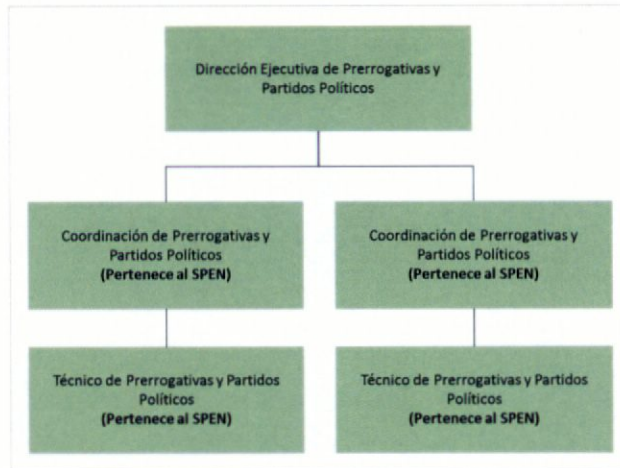 Dirección Ejecutiva de Prerrogativas y
Partidos Políticos
Coordinación de Prerrogativas y
Partidos Políticos
(Pertenece al SPEN)
Coordinación de Prerrogativas y
Partidos Políticos
(Pertenece al SPEN)
Técnico de Prerrogativas y Partidos
Políticos
(Pertenece al SPEN)
Técnico de Prerrogativas y Partidos
Políticos
(Pertenece al SPEN)